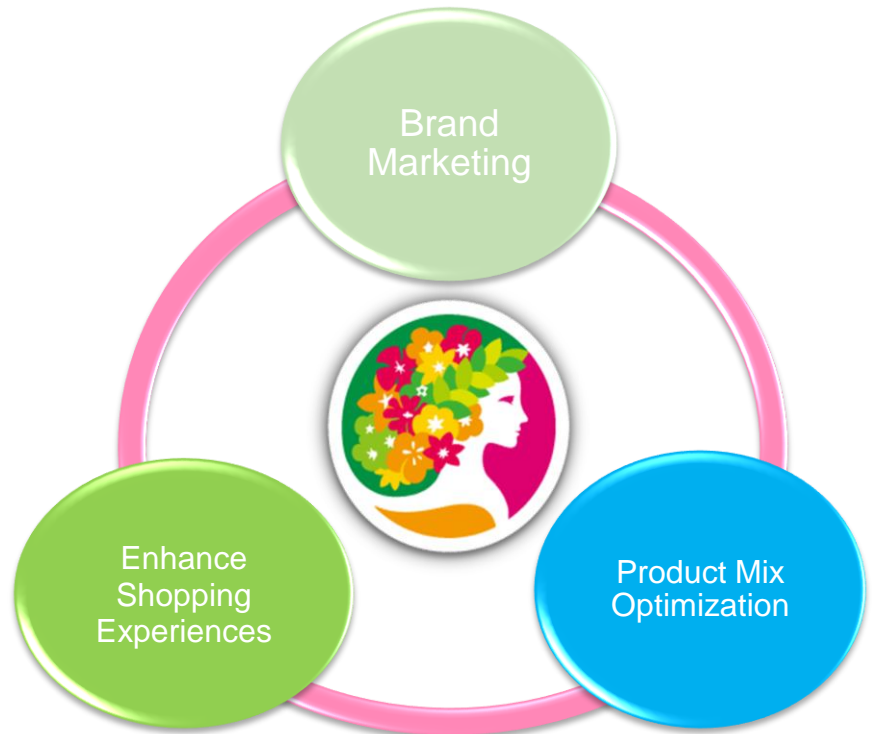 Brand
Marketing
Enhance
Shopping
Experiences
Product Mix
Optimization